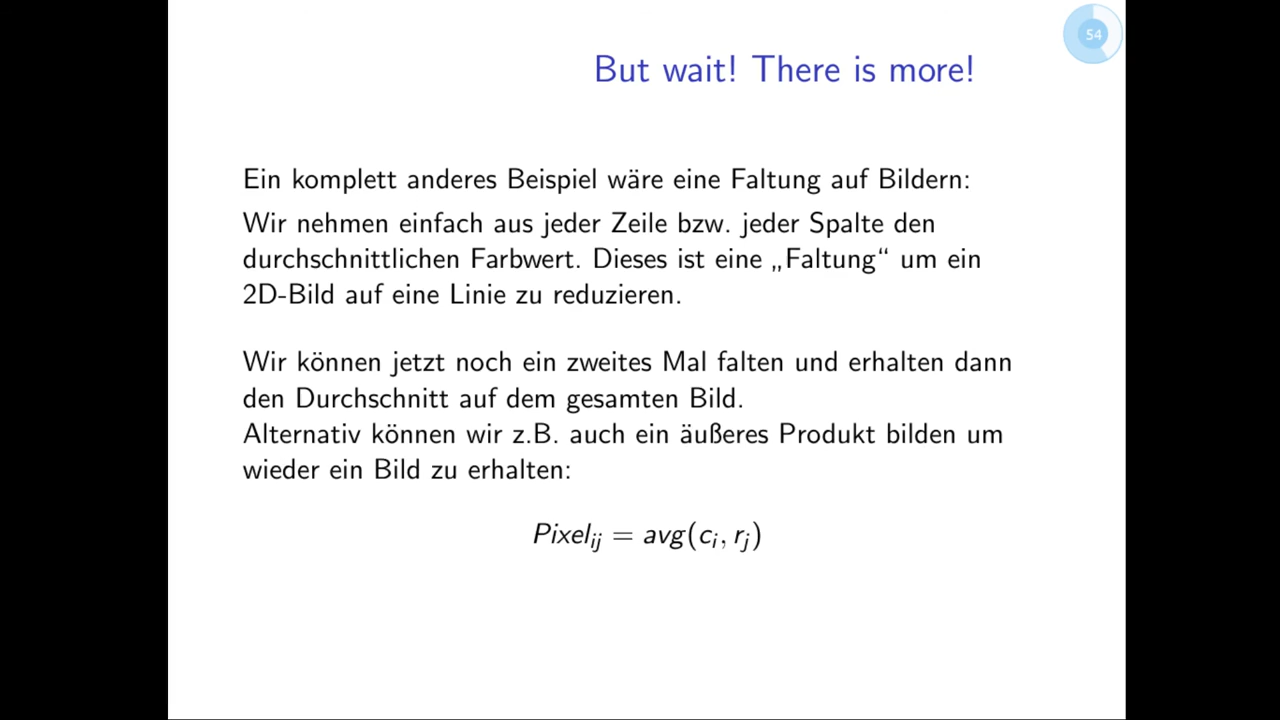 54
But wait! There is more!
Ein komplett anderes Beispiel wäre eine Faltung auf Bildern:
Wir nehmen einfach aus jeder Zeile bzw. jeder Spalte den
durchschnittlichen Farbwert. Dieses ist eine „Faltung“ um ein
2D-Bild auf eine Linie zu reduzieren.
Wir können jetzt noch ein zweites Mal falten und erhalten dann
den Durchschnitt auf dem gesamten Bild.
Alternativ können wir z.B. auch ein äußeres Produkt bilden um
wieder ein Bild zu erhalten:
Pixel_{ij} = avg(c_i, r_j)